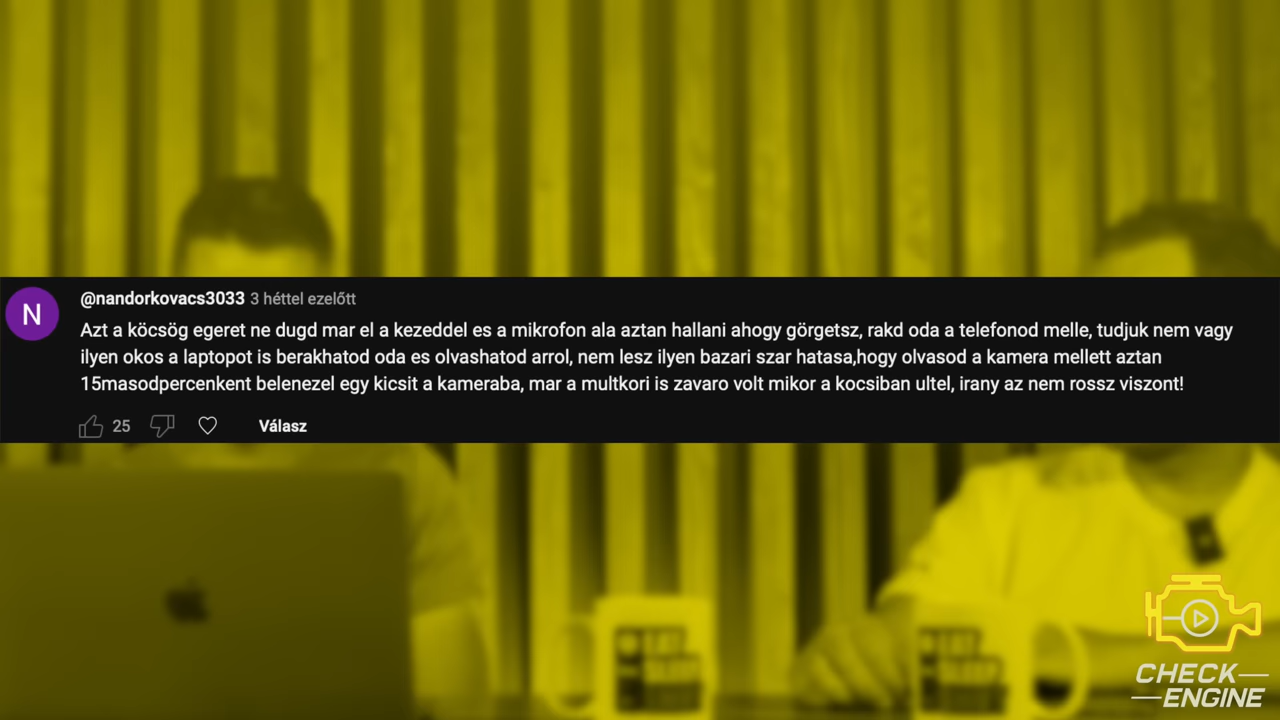 N
@nandorkovacs3033 3 héttel ezelőtt
Azt a köcsög egeret ne dugd mar el a kezeddel es a mikrofon ala aztan hallani ahogy görgetsz, rakd oda a telefonod melle, tudjuk nem vagy
ilyen okos a laptopot is berakhatod oda es olvashatod arrol, nem lesz ilyen bazari szar hatasa,hogy olvasod a kamera mellett aztan
15masodpercenkent belenezel egy kicsit a kameraba, mar a multkori is zavaro volt mikor a kocsiban ultel, irany az nem rossz viszont!
25 Válasz
CHECK
ENGINE